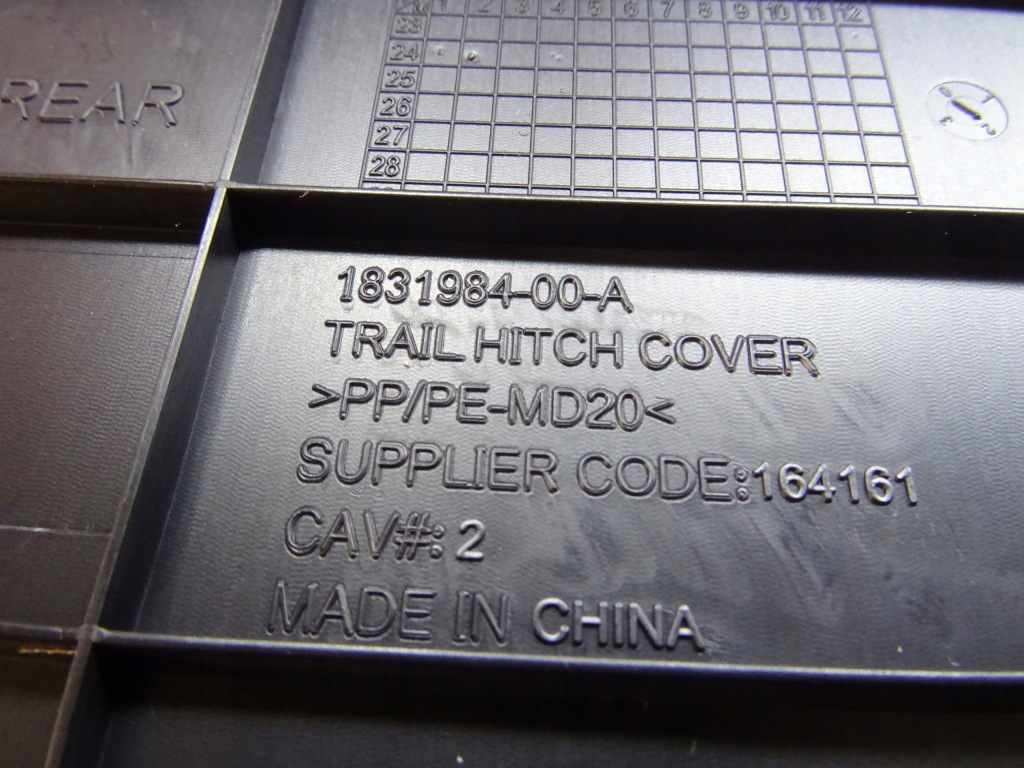 1 2 3 4 5 6 7 8 9 10 11 12
23
24
25
26
27
28
REAR
1831984-00-A
TRAIL HITCH COVER
>PP/PE-MD20<
SUPPLIER CODE:164161
CAV#: 2
MADE IN CHINA